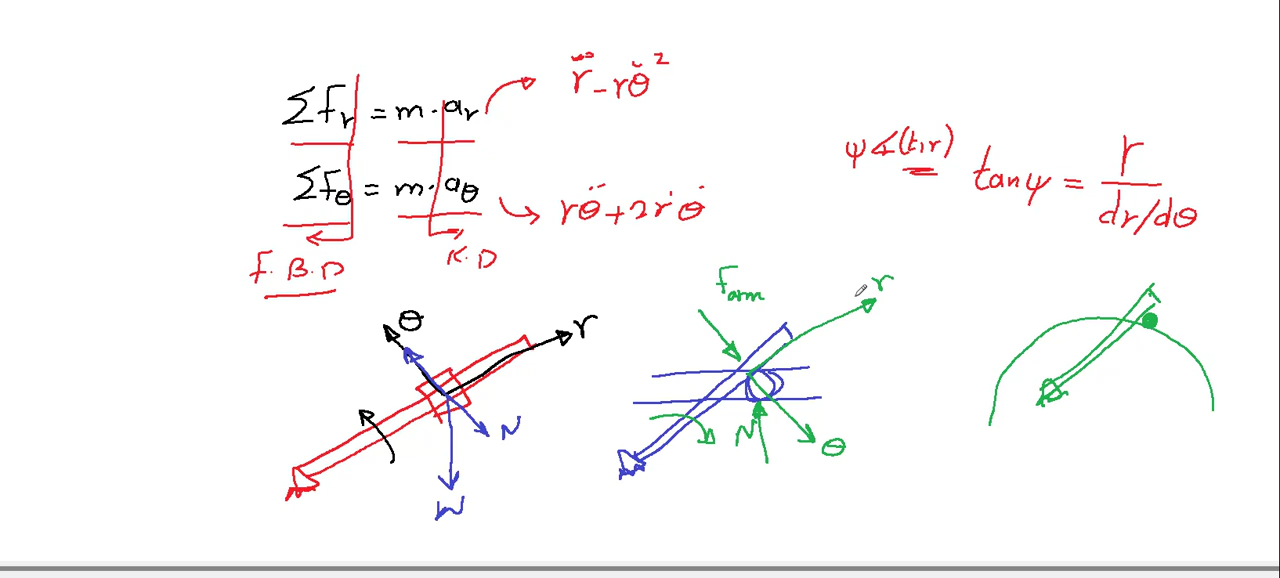 Σfr = m·ar r̈-rθ̇²
Σfθ = m·aθ rθ̈+2ṙθ̇
f.B.D
K.D
ψ∡(t,r) tanψ = r/dr/dθ
θ r
N
W
farm
r
N
θ